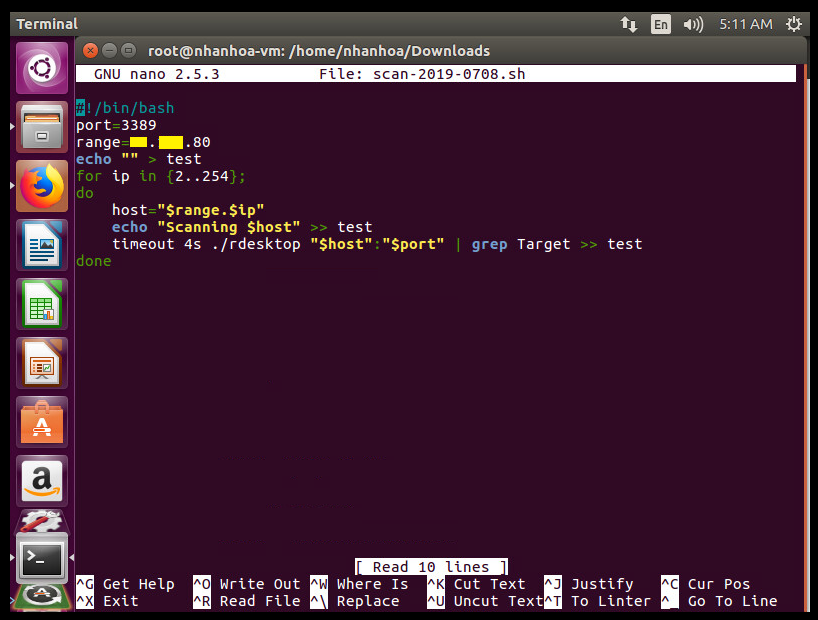 Terminal
En
5:11 AM
root@nhanhoa-vm: /home/nhanhoa/Downloads
GNU nano 2.5.3 File: scan-2019-0708.sh
#!/bin/bash
port=3389
range= . .80
echo "" > test
for ip in {2..254};
do
host="$range.$ip"
echo "Scanning $host" >> test
timeout 4s ./rdesktop "$host":"$port" | grep Target >> test
done
[ Read 10 lines ]
^G Get Help ^O Write Out ^W Where Is ^K Cut Text ^J Justify ^C Cur Pos
^X Exit ^R Read File ^\ Replace ^U Uncut Text ^T To Linter ^_ Go To Line
A
a
>_